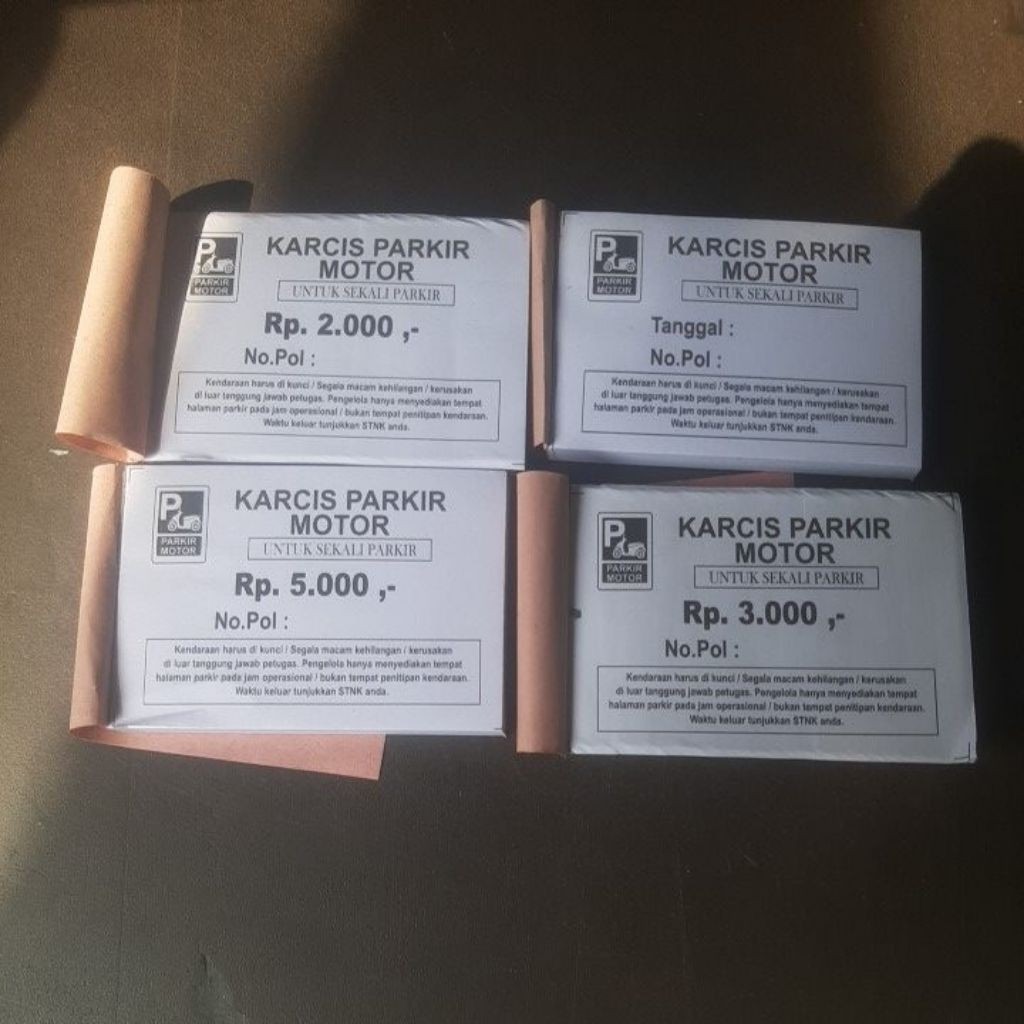 P
PARKIR
MOTOR
KARCIS PARKIR
MOTOR
UNTUK SEKALI PARKIR
Rp. 2.000 ,-
No.Pol :
Kendaraan harus di kunci / Segala macam kehilangan / kerusakan
di luar tanggung jawab petugas. Pengelola hanya menyediakan tempat
halaman parkir pada jam operasional / bukan tempat penitipan kendaraan.
Waktu keluar tunjukkan STNK anda.
P
PARKIR
MOTOR
KARCIS PARKIR
MOTOR
UNTUK SEKALI PARKIR
Tanggal :
No.Pol :
Kendaraan harus di kunci / Segala macam kehilangan / kerusakan
di luar tanggung jawab petugas. Pengelola hanya menyediakan tempat
halaman parkir pada jam operasional / bukan tempat penitipan kendaraan.
Waktu keluar tunjukkan STNK anda.
P
PARKIR
MOTOR
KARCIS PARKIR
MOTOR
UNTUK SEKALI PARKIR
Rp. 5.000 ,-
No.Pol :
Kendaraan harus di kunci / Segala macam kehilangan / kerusakan
di luar tanggung jawab petugas. Pengelola hanya menyediakan tempat
halaman parkir pada jam operasional / bukan tempat penitipan kendaraan.
Waktu keluar tunjukkan STNK anda.
P
PARKIR
MOTOR
KARCIS PARKIR
MOTOR
UNTUK SEKALI PARKIR
Rp. 3.000 ,-
No.Pol :
Kendaraan harus di kunci / Segala macam kehilangan / kerusakan
di luar tanggung jawab petugas. Pengelola hanya menyediakan tempat
halaman parkir pada jam operasional / bukan tempat penitipan kendaraan.
Waktu keluar tunjukkan STNK anda.